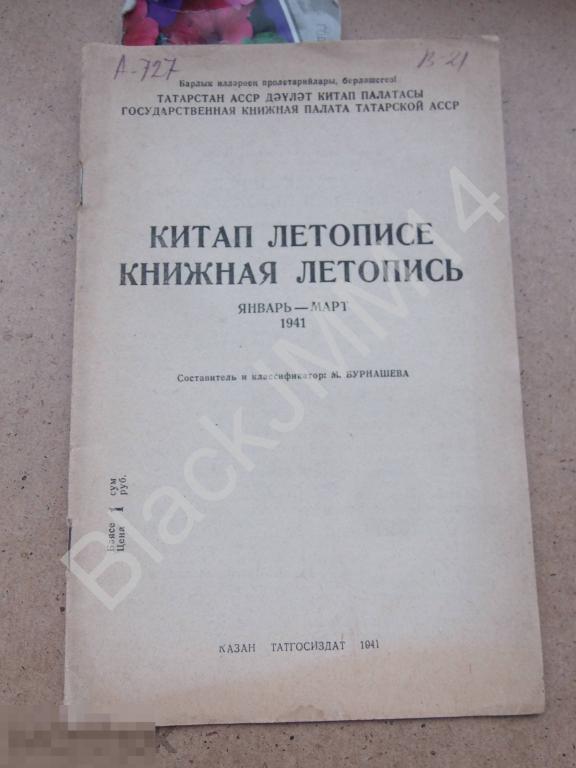 А-727
В-21
Барлык илләрнең пролетарийлары, берләшегез!
ТАТАРСТАН АССР ДӘҮЛӘТ КИТАП ПАЛАТАСЫ
ГОСУДАРСТВЕННАЯ КНИЖНАЯ ПАЛАТА ТАТАРСКОЙ АССР
КИТАП ЛЕТОПИСЕ
КНИЖНАЯ ЛЕТОПИСЬ
ЯНВАРЬ—МАРТ
1941
Составитель и классификатор: М. БУРНАШЕВА
Бәясе 1 сум
Цена 1 руб.
КАЗАН ТАТГОСИЗДАТ 1941
BlackJMM14